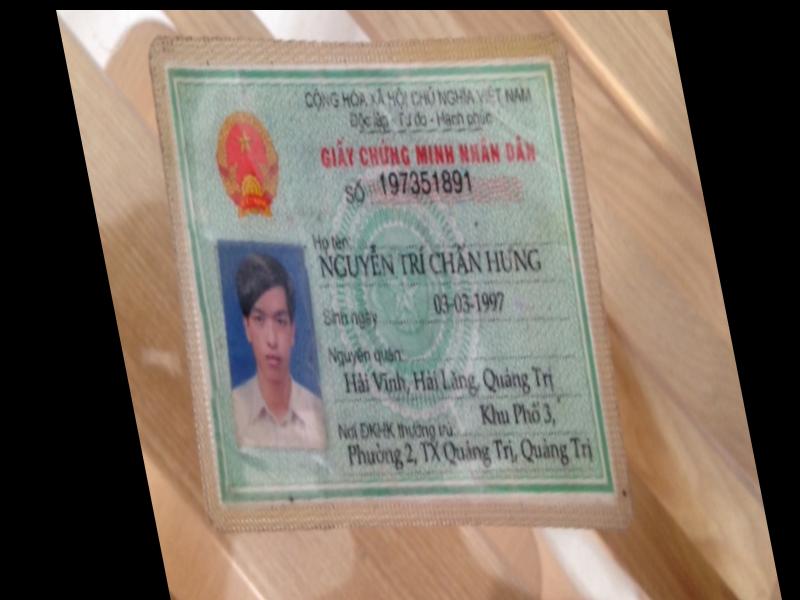 CỘNG HÒA XÃ HỘI CHỦ NGHĨA VIỆT NAM
Độc lập - Tự do - Hạnh phúc
GIẤY CHỨNG MINH NHÂN DÂN
SỐ 197351891
Họ tên:
NGUYỄN TRÍ CHẤN HƯNG
Sinh ngày 03-03-1997
Nguyên quán:
Hải Vĩnh, Hải Lăng, Quảng Trị
Nơi ĐKHK thường trú: Khu Phố 3,
Phường 2, TX Quảng Trị, Quảng Trị